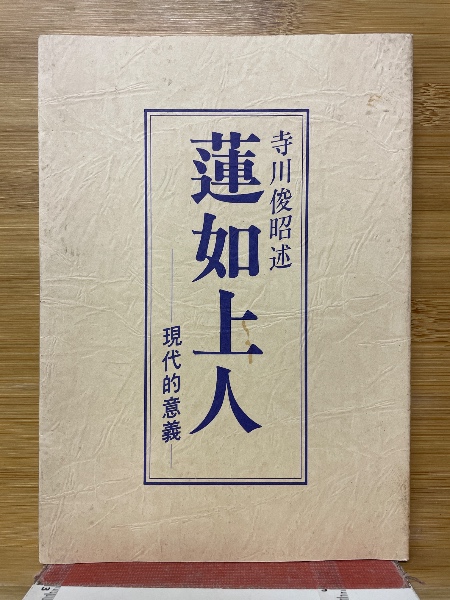 寺川俊昭述
蓮如上人
―現代的意義―